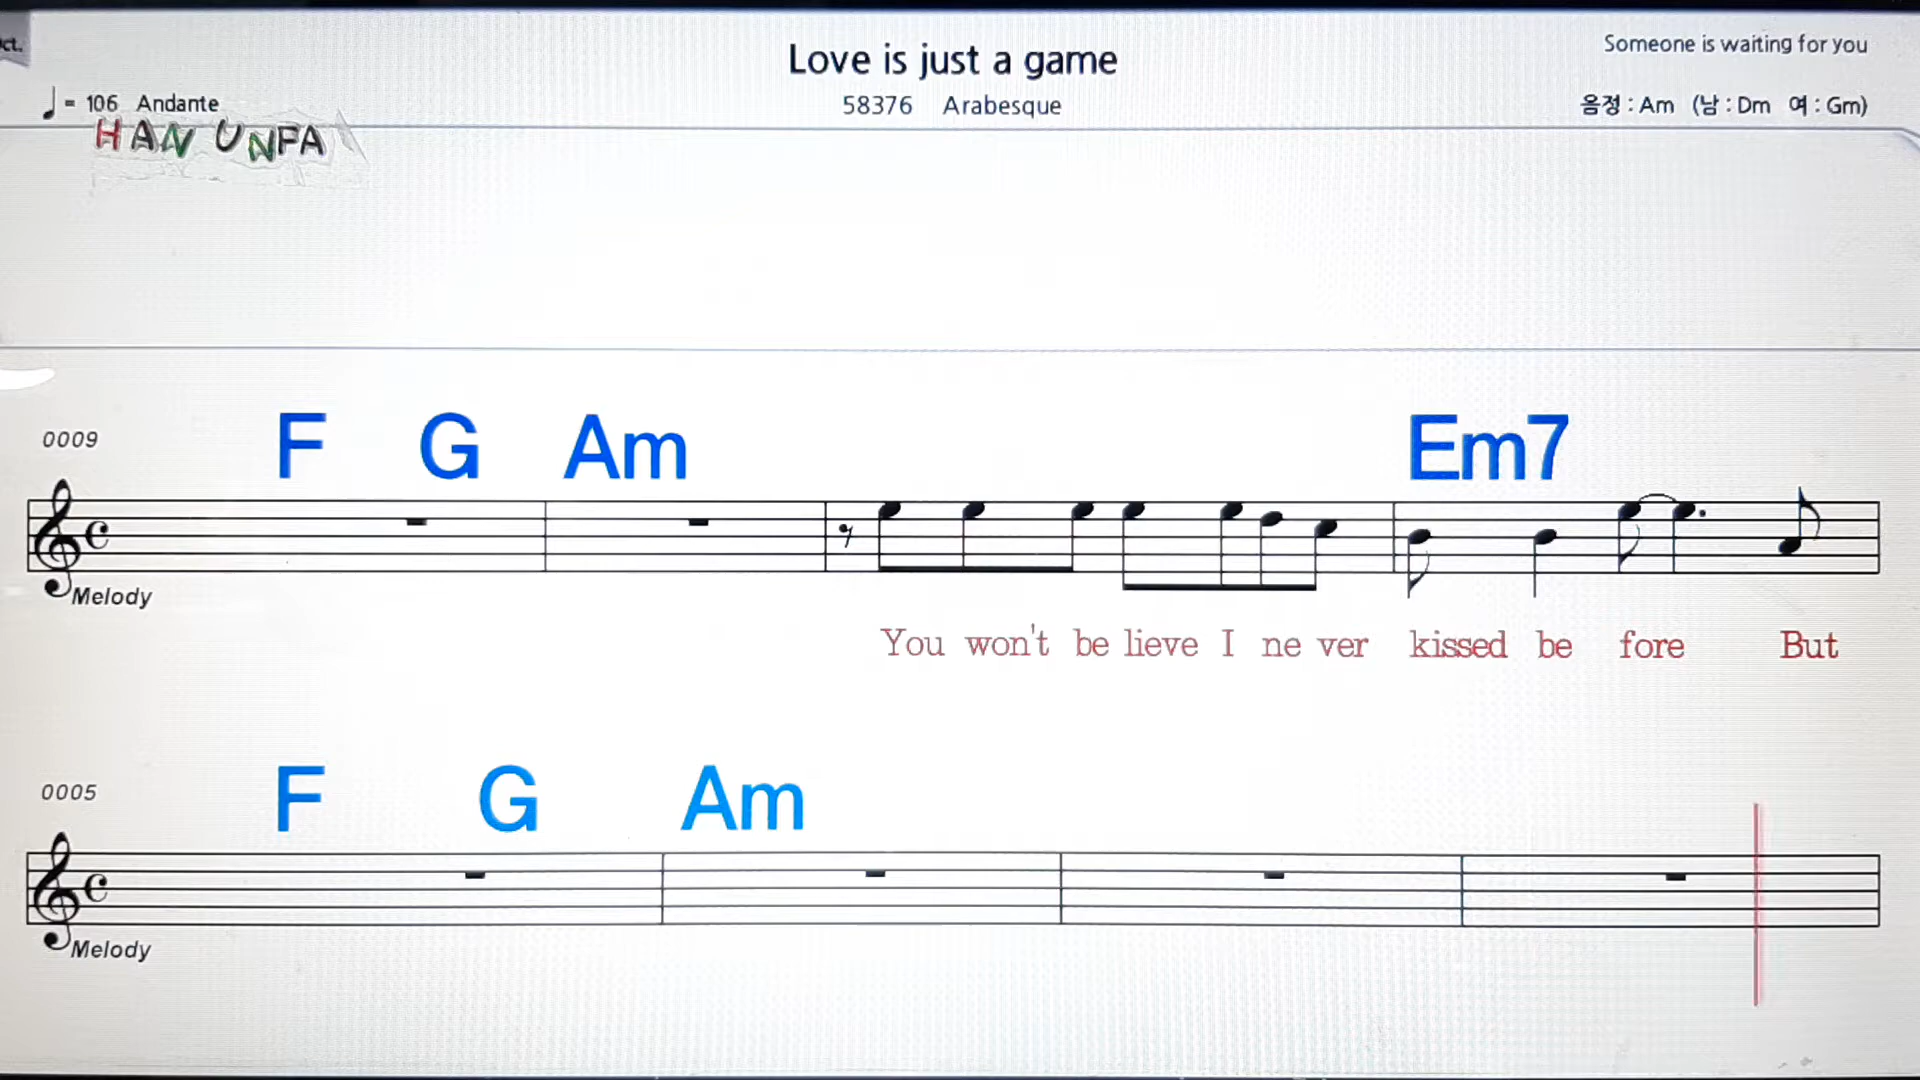 ct.
Love is just a game
Someone is waiting for you
♩= 106 Andante
58376 Arabesque
음정 : Am (남 : Dm 여 : Gm)
HAN UNFA
0009
F G Am Em7
Melody
You won't be lieve I ne ver kissed be fore But
0005
F G Am
Melody